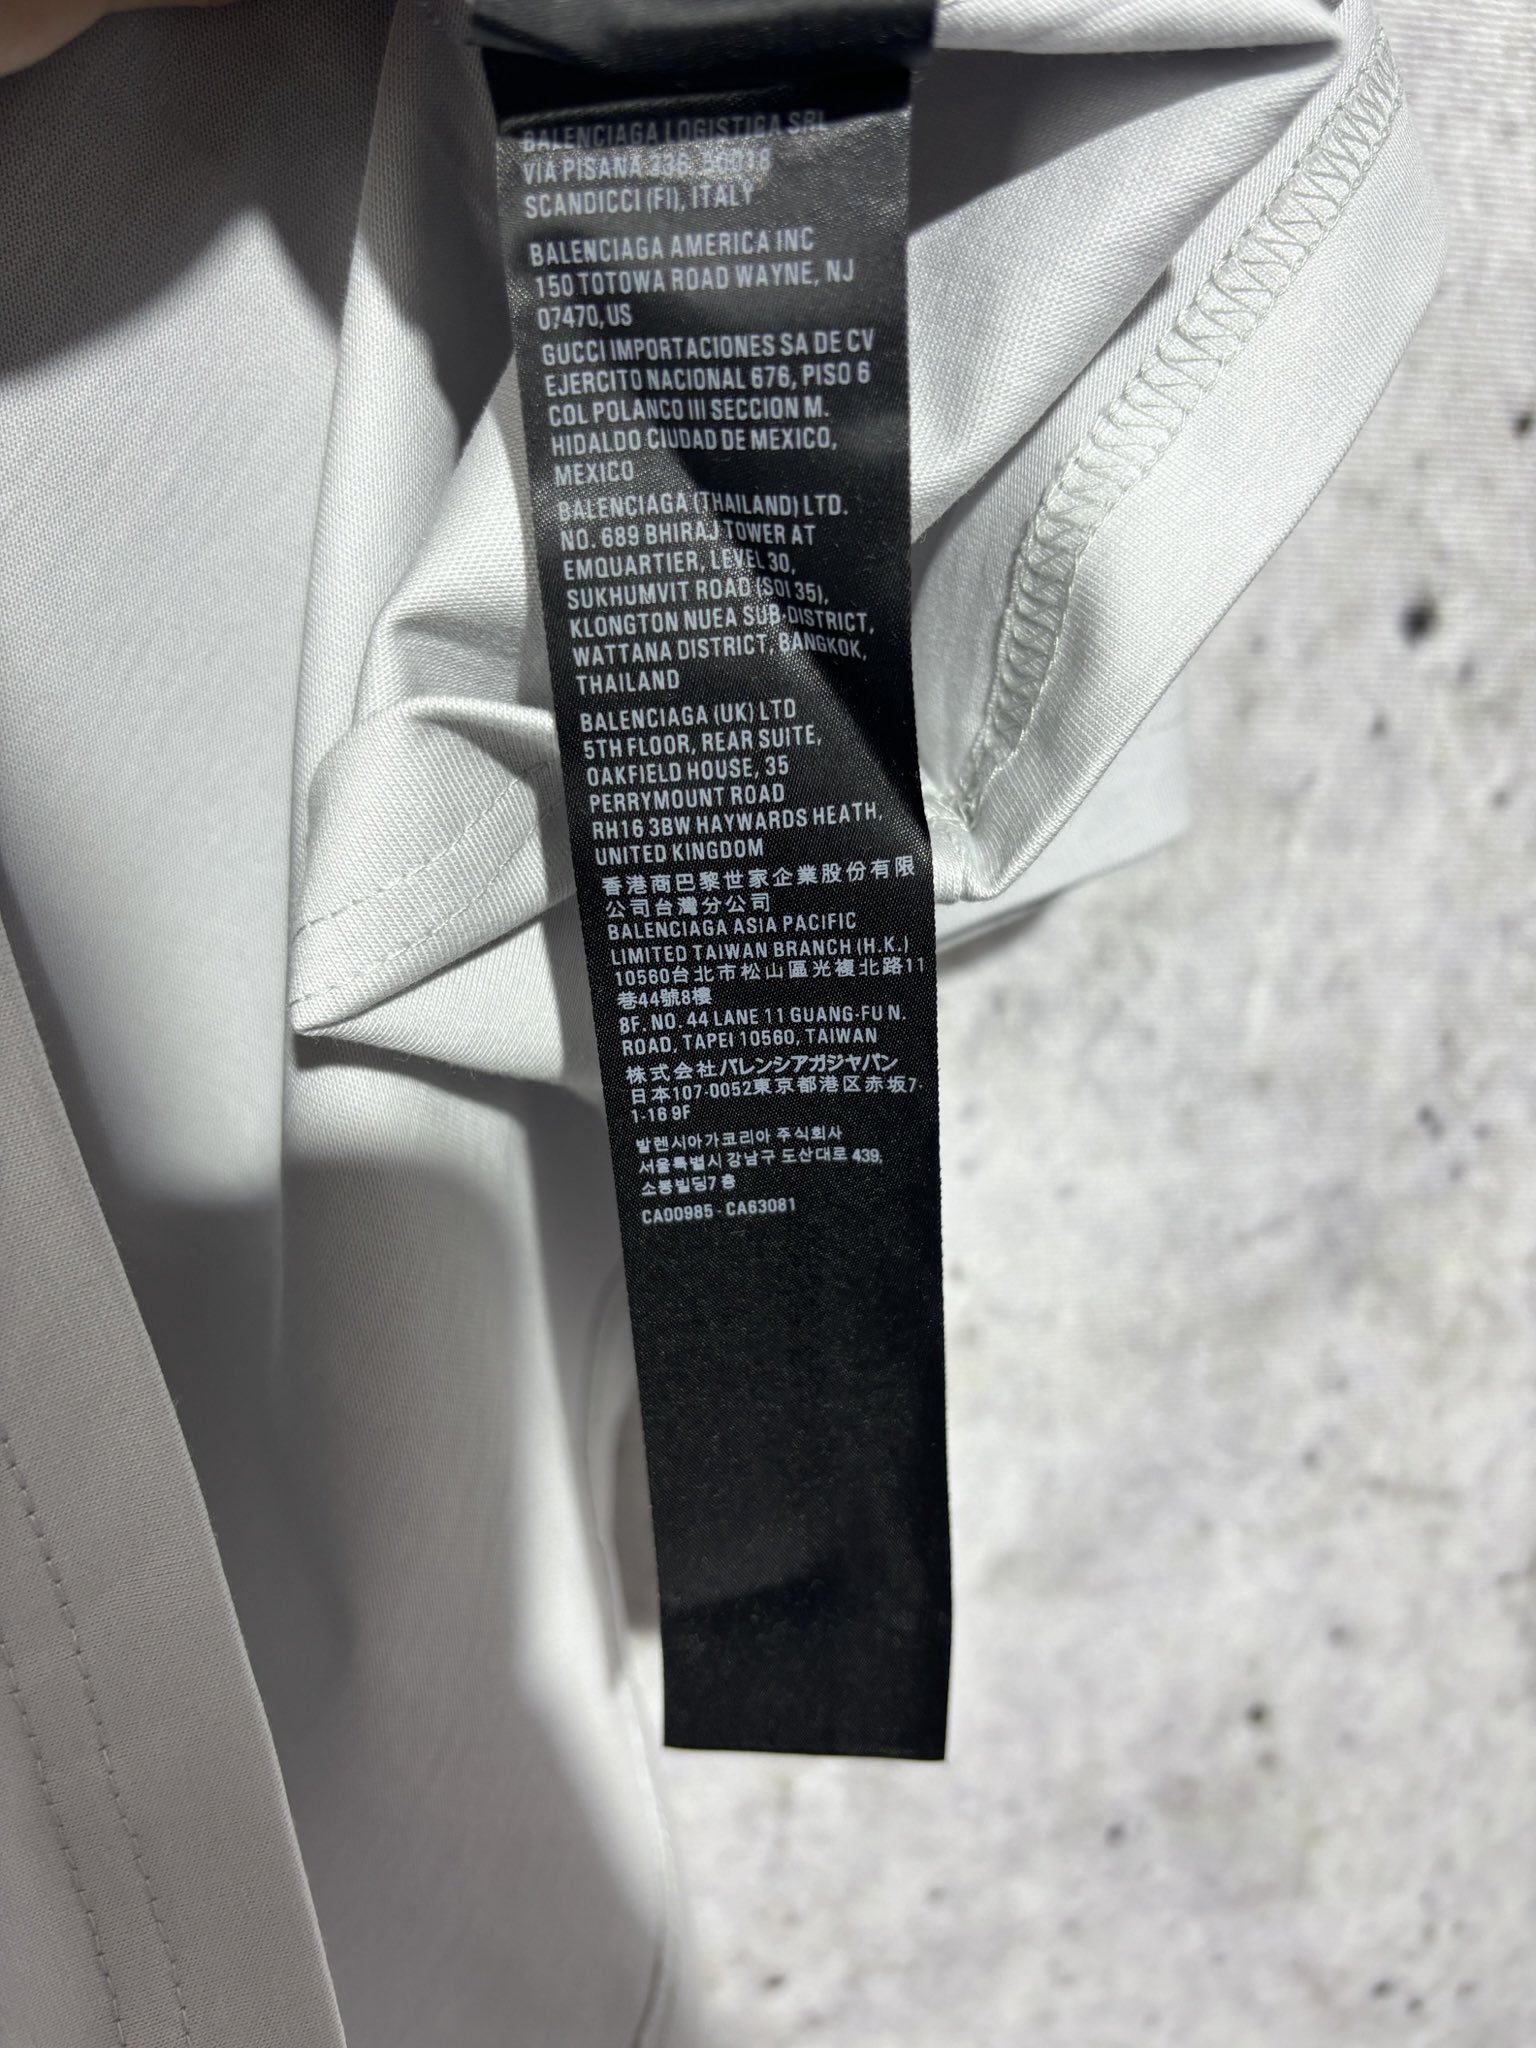 BALENCIAGA LOGISTICA SRL
VIA PISANA 336, 50018
SCANDICCI (FI), ITALY
BALENCIAGA AMERICA INC
150 TOTOWA ROAD WAYNE, NJ
07470, US
GUCCI IMPORTACIONES SA DE CV
EJERCITO NACIONAL 676, PISO 6
COL POLANCO III SECCION M.
HIDALDO CIUDAD DE MEXICO,
MEXICO
BALENCIAGA (THAILAND) LTD.
NO. 689 BHIRAJ TOWER AT
EMQUARTIER, LEVEL 30,
SUKHUMVIT ROAD (SOI 35),
KLONGTON NUEA SUB-DISTRICT,
WATTANA DISTRICT, BANGKOK,
THAILAND
BALENCIAGA (UK) LTD
5TH FLOOR, REAR SUITE,
OAKFIELD HOUSE, 35
PERRYMOUNT ROAD
RH16 3BW HAYWARDS HEATH,
UNITED KINGDOM
香港商巴黎世家企業股份有限
公司台灣分公司
BALENCIAGA ASIA PACIFIC
LIMITED TAIWAN BRANCH (H.K.)
10560台北市松山區光複北路11
巷44號8樓
8F. NO. 44 LANE 11 GUANG-FU N.
ROAD, TAPEI 10560, TAIWAN
株式会社バレンシアガジャパン
日本107-0052東京都港区赤坂7-
1-16 9F
발렌시아가코리아 주식회사
서울특별시 강남구 도산대로 439,
소봉빌딩7 층
CA00985 - CA63081